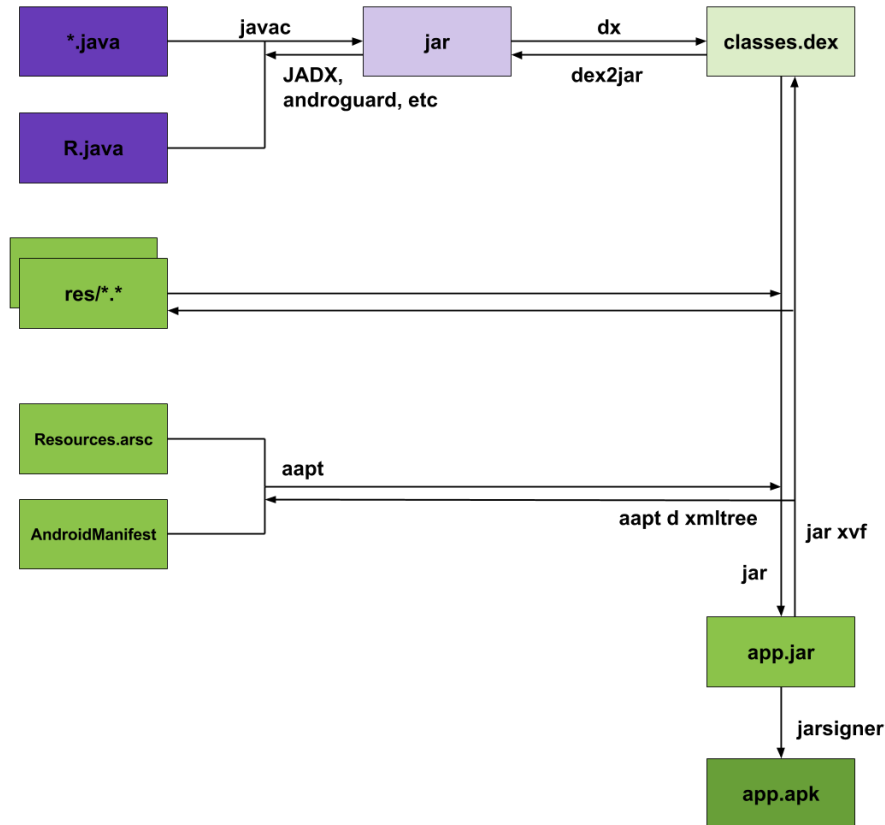 *.java
javac
jar
dx
classes.dex
JADX,
androguard, etc
dex2jar
R.java
res/*.*
Resources.arsc
aapt
AndroidManifest
aapt d xmltree
jar xvf
jar
app.jar
jarsigner
app.apk